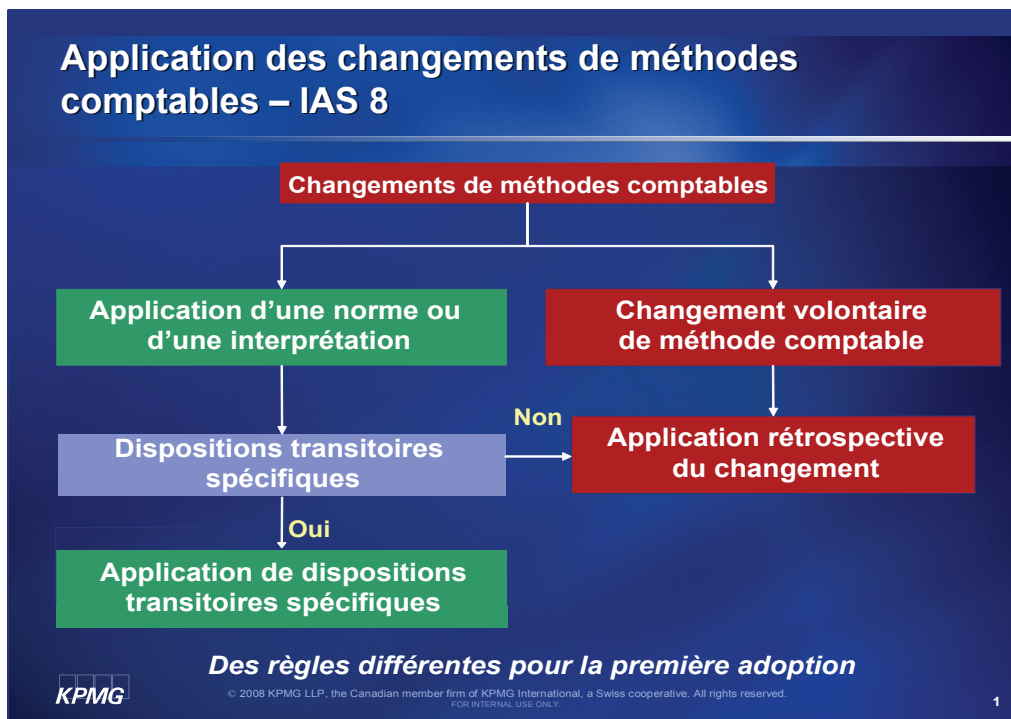 Application des changements de méthodes
comptables – IAS 8
Changements de méthodes comptables
Application d’une norme ou
d’une interprétation
Changement volontaire
de méthode comptable
Non
Dispositions transitoires
spécifiques
Application rétrospective
du changement
Oui
Application de dispositions
transitoires spécifiques
Des règles différentes pour la première adoption
KPMG
© 2008 KPMG LLP, the Canadian member firm of KPMG International, a Swiss cooperative. All rights reserved.
FOR INTERNAL USE ONLY.
1